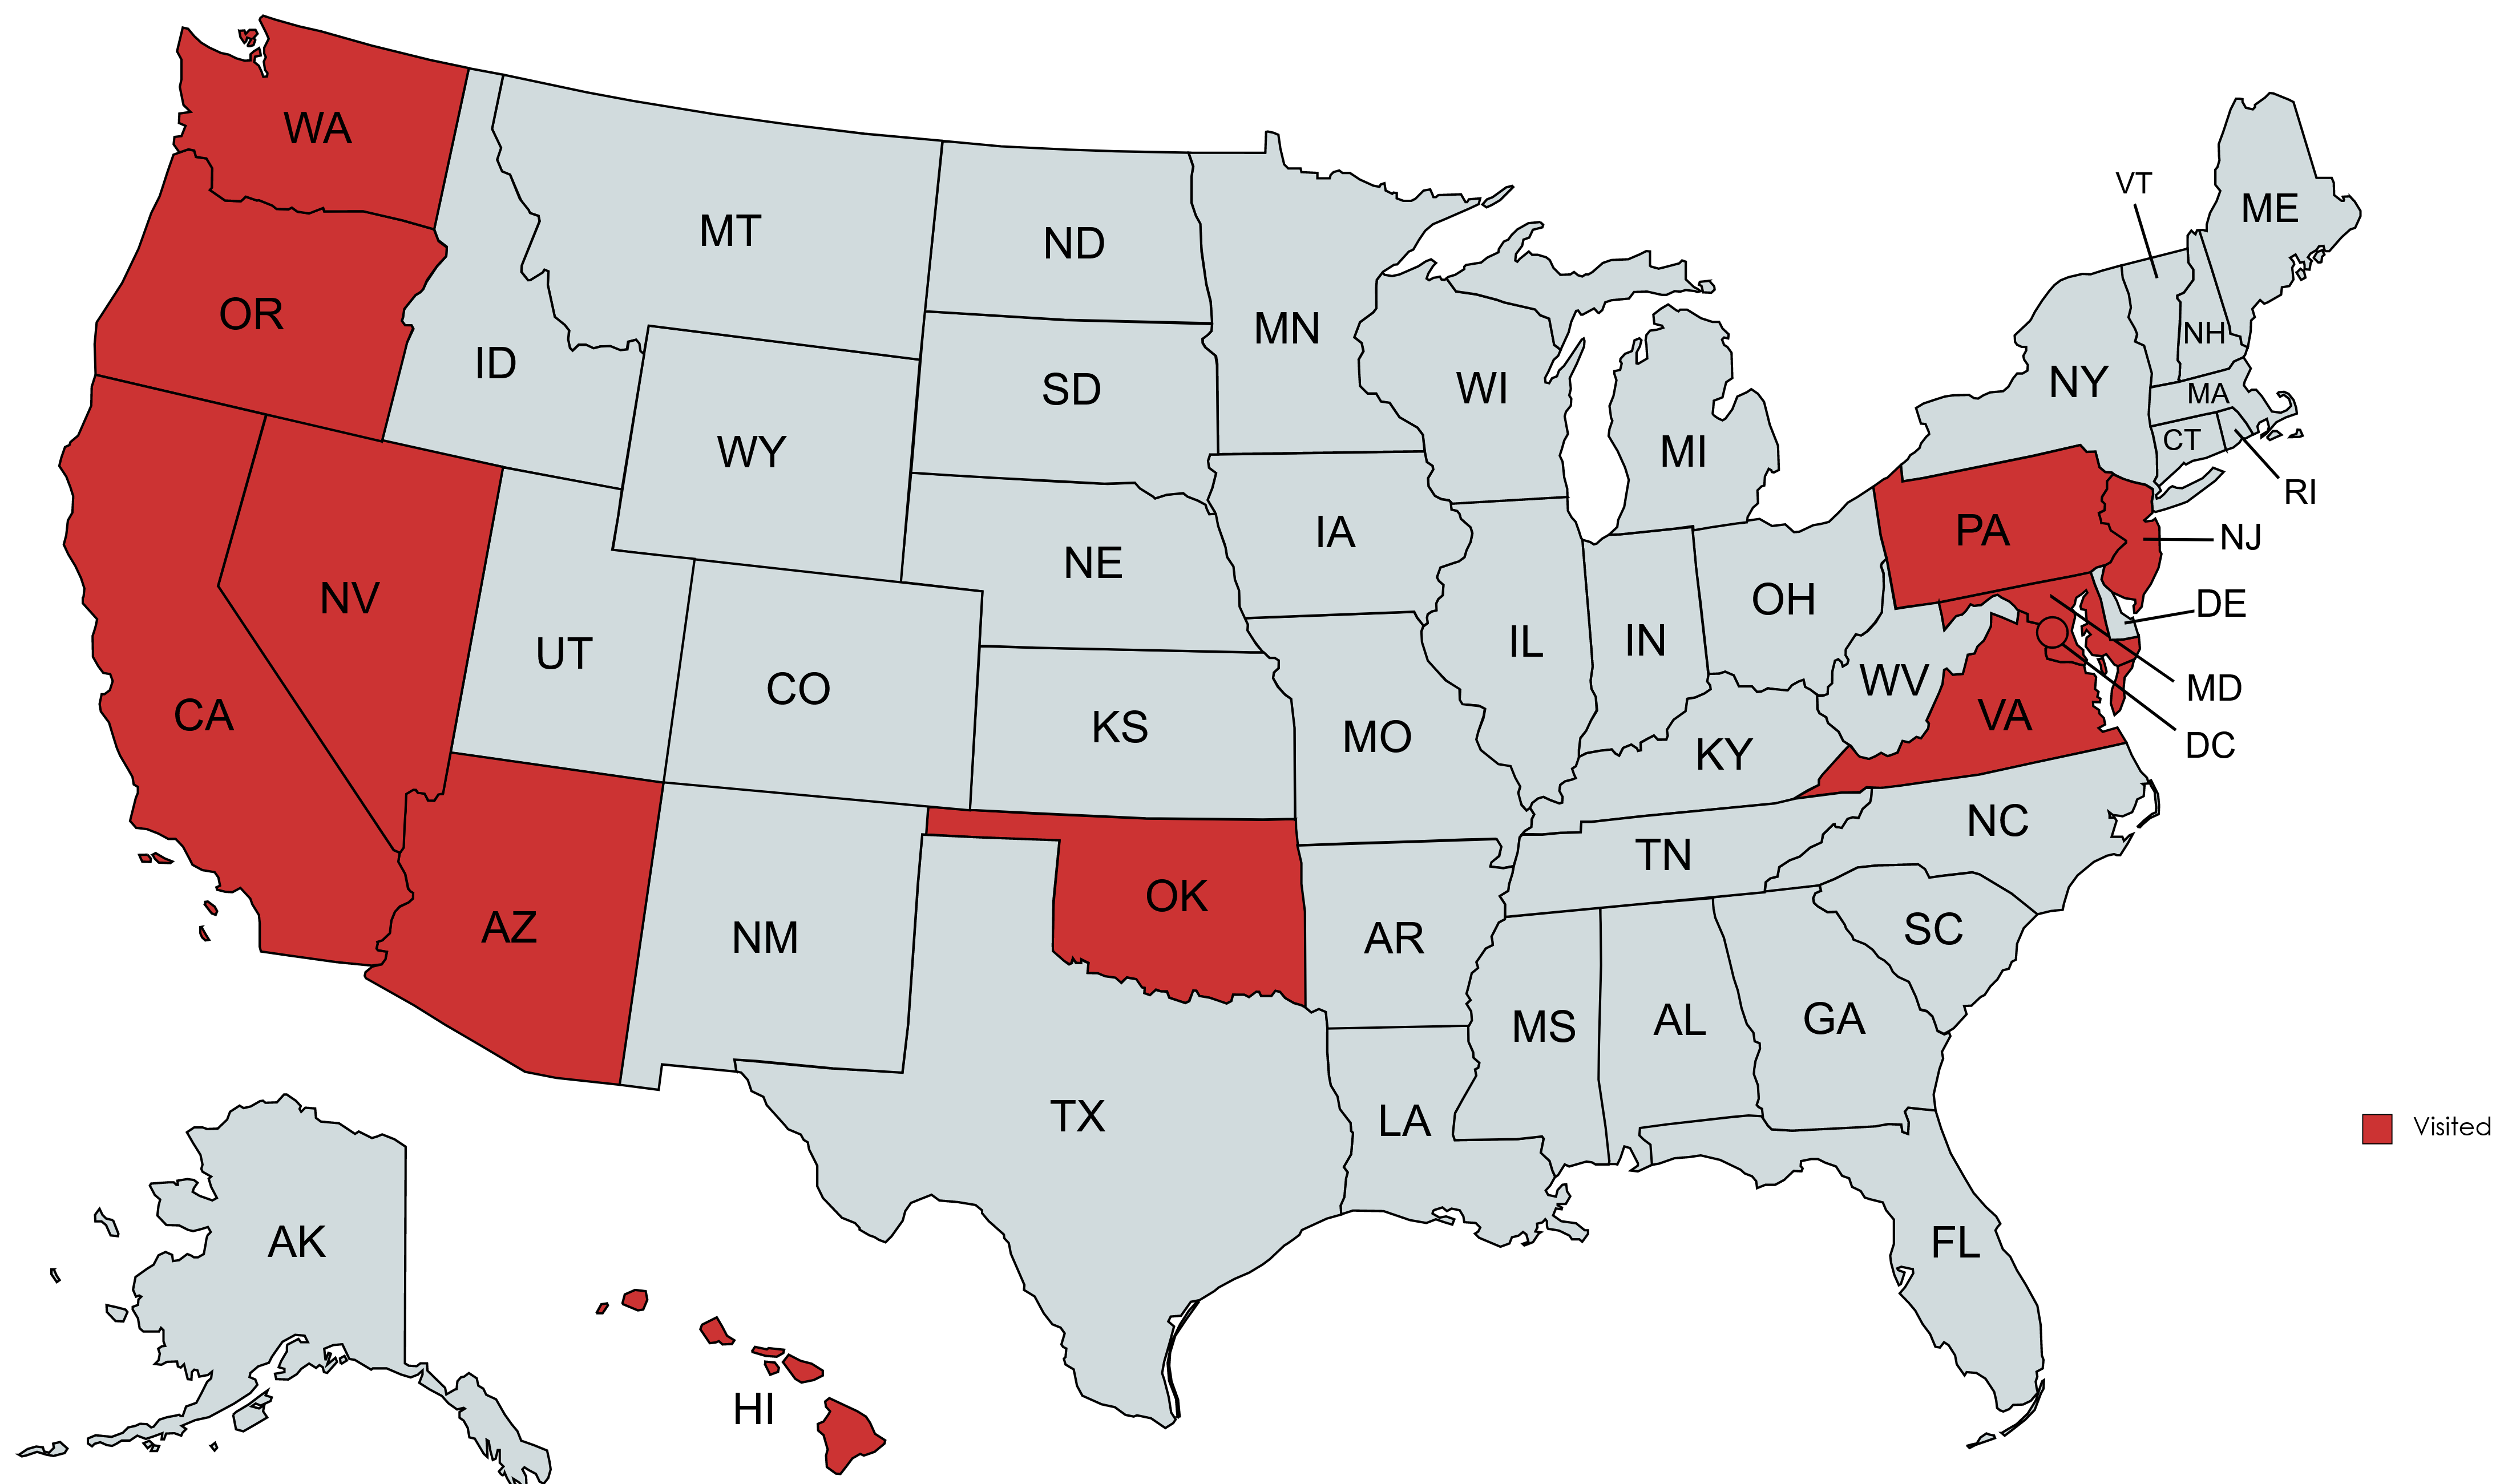 WA
VT
ME
MT
ND
OR
MN
NH
ID
SD
WI
NY
MA
CT
WY
MI
RI
PA
IA
NJ
NE
NV
OH
DE
UT
IL
IN
CO
WV
MD
CA
KS
VA
MO
KY
DC
NC
TN
OK
AZ
NM
AR
SC
MS
AL
GA
TX
LA
Visited
AK
FL
HI